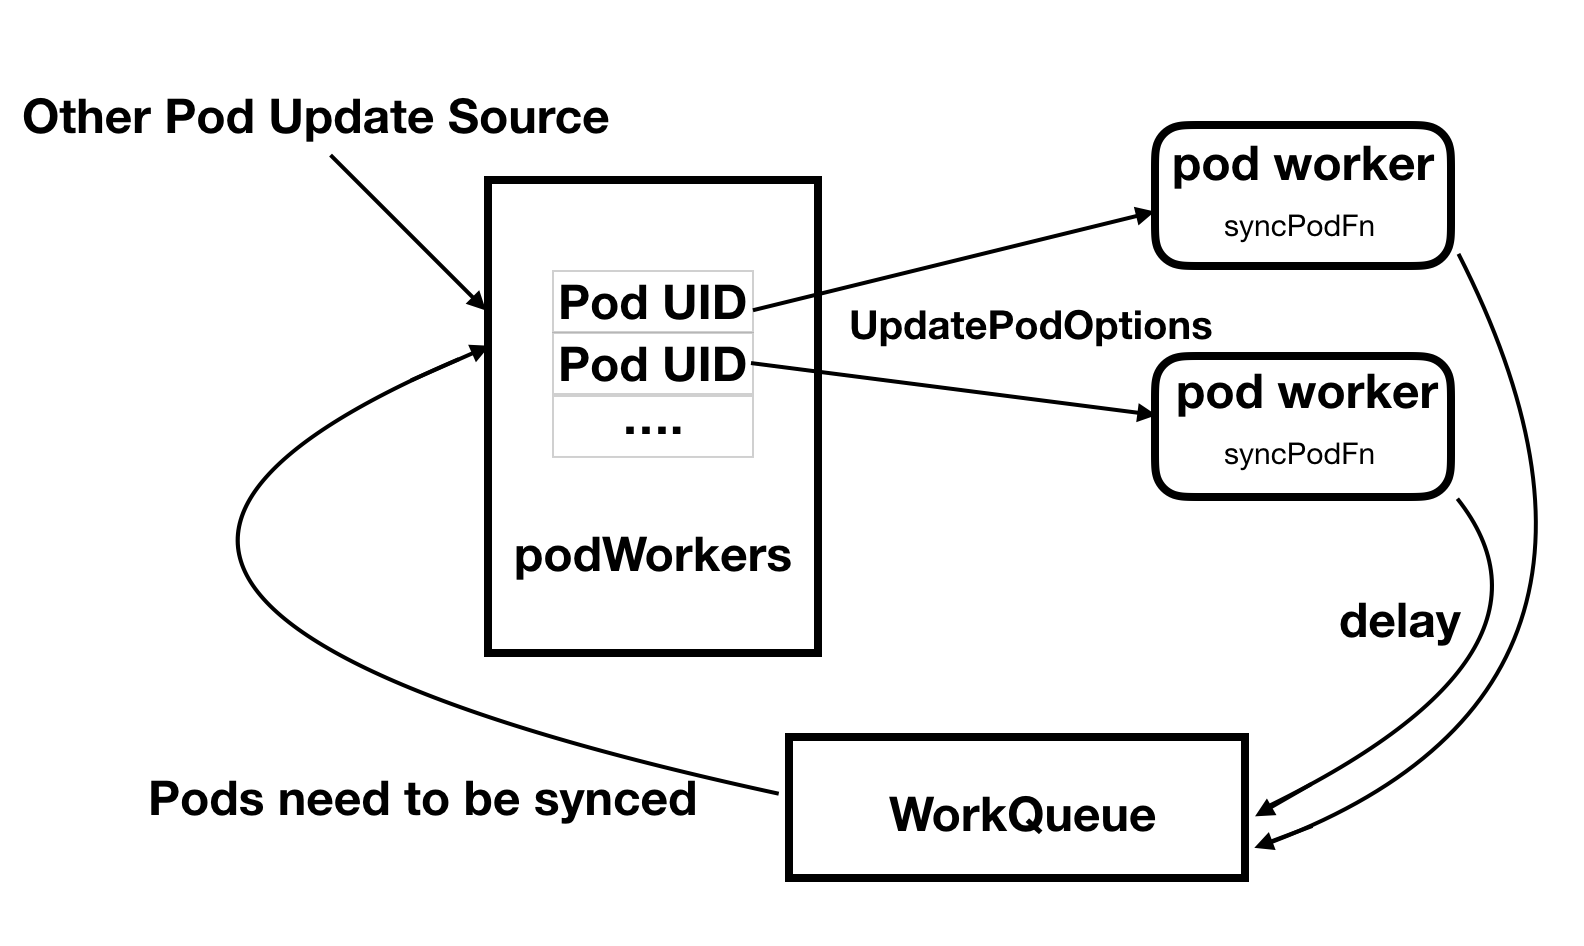 Other Pod Update Source
pod worker
syncPodFn
Pod UID
UpdatePodOptions
Pod UID
pod worker
....
syncPodFn
podWorkers
delay
Pods need to be synced
WorkQueue